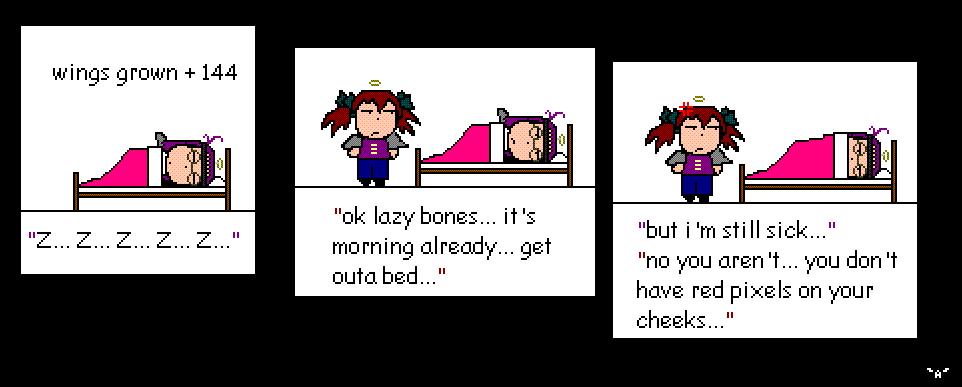 wings grown + 144
"Z... Z... Z... Z... Z..."
"ok lazy bones... it's
morning already... get
outa bed..."
"but i'm still sick..."
"no you aren't... you don't
have red pixels on your
cheeks..."
"A"